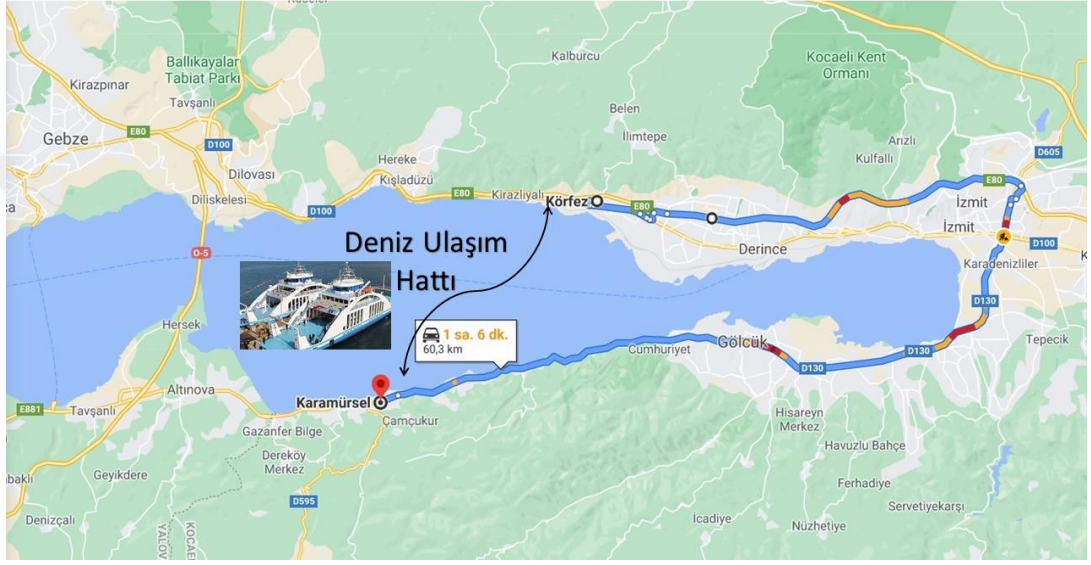 Ballıkayalar
Tabiat Parkı
Kirazpınar
Tavşanlı
Gebze
E80
D100
Dilovası
Diliskelesi
D100
Hereke
Kışladüzü
Kalburcu
Belen
İlimtepe
Kocaeli Kent
Ormanı
Arızlı
Kulfallı
D605
E80
Kirazlıyalı
Körfez
E80
E80
İzmit
İzmit
D100
Derince
Karadenizliler
Deniz Ulaşım
Hattı
O-5
1 sa. 6 dk.
60,3 km
D130
Hersek
Cumhuriyet
Gölcük
D130
D130
Tepecik
Altınova
Karamürsel
E881
Tavşanlı
Gazanfer Bilge
Çamçukur
Dereköy
Merkez
Hisareyn
Merkez
Havuzlu Bahçe
Geyikdere
Ferhadiye
D595
Servetiyekarşı
Denizçalı
İcadiye
Nüzhetiye
YALOV
KOCAEL